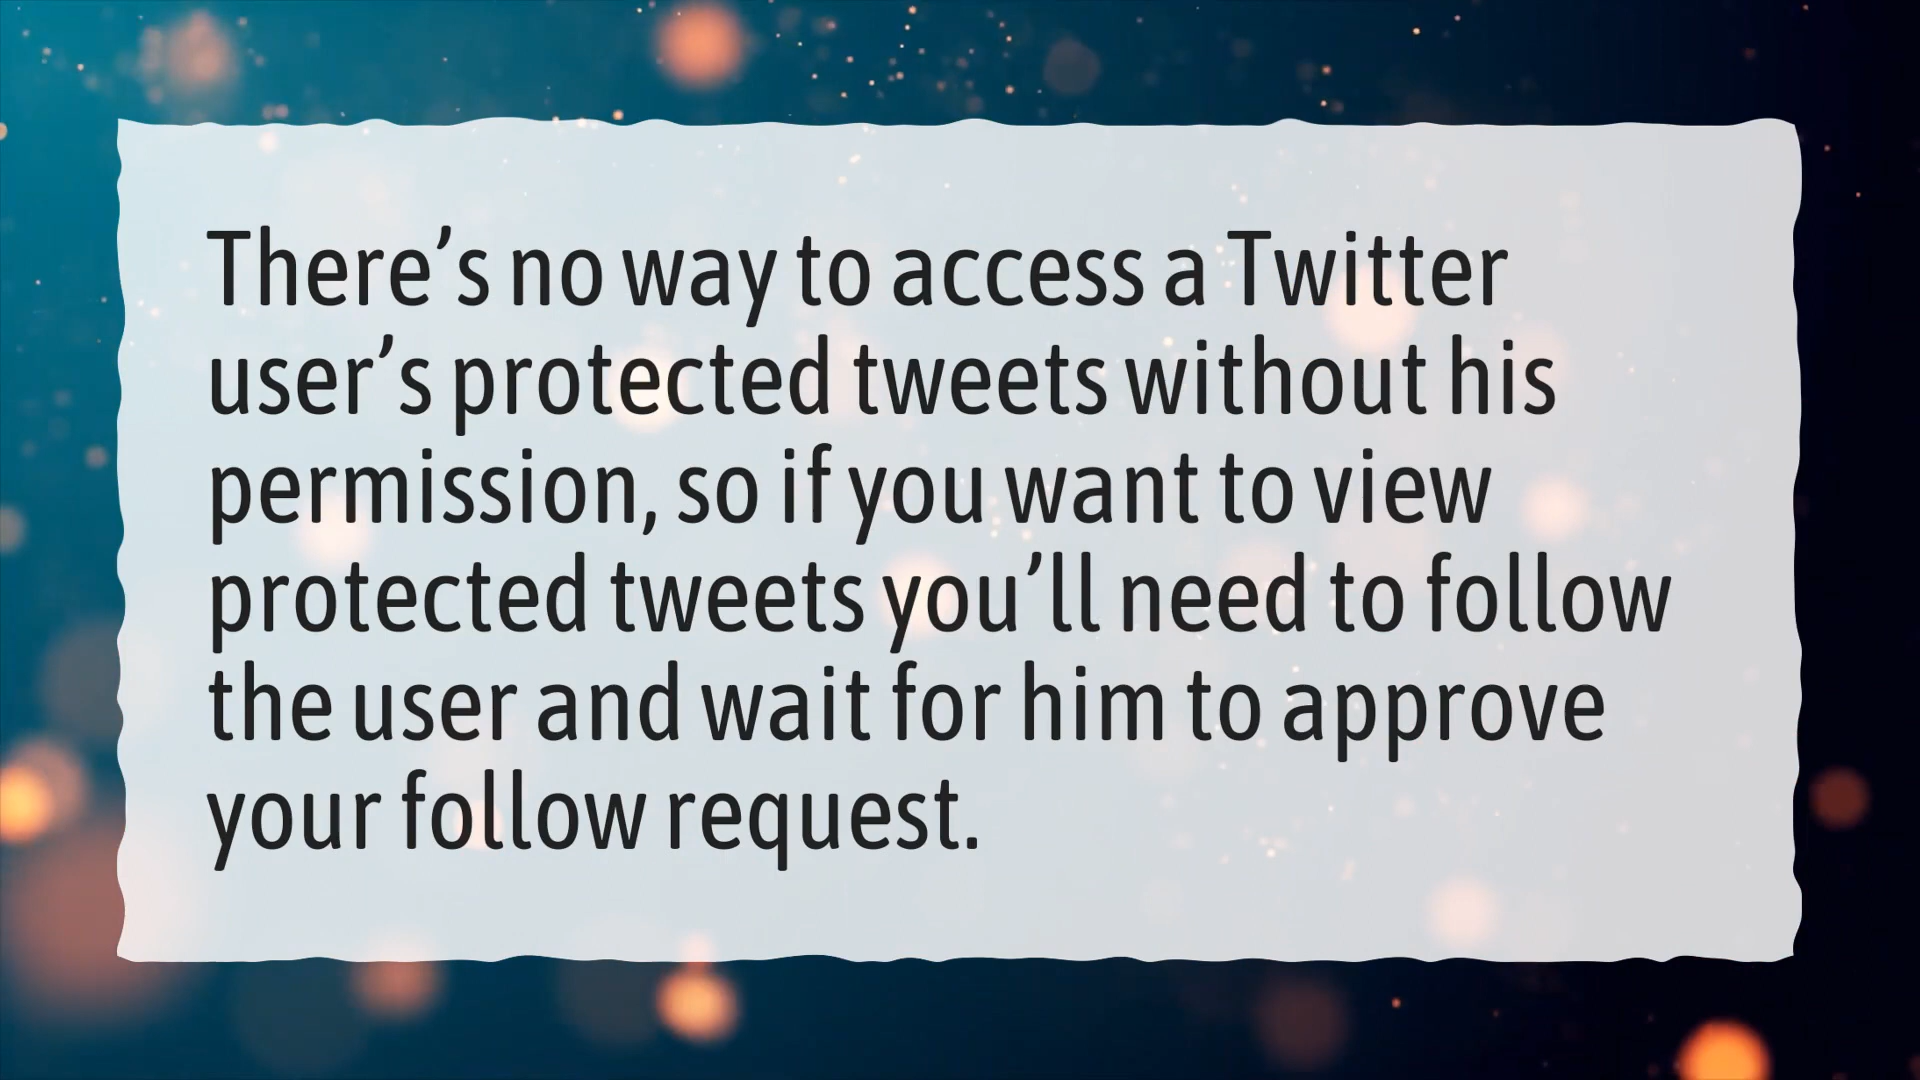 There’s no way to access a Twitter
user’s protected tweets without his
permission, so if you want to view
protected tweets you’ll need to follow
the user and wait for him to approve
your follow request.